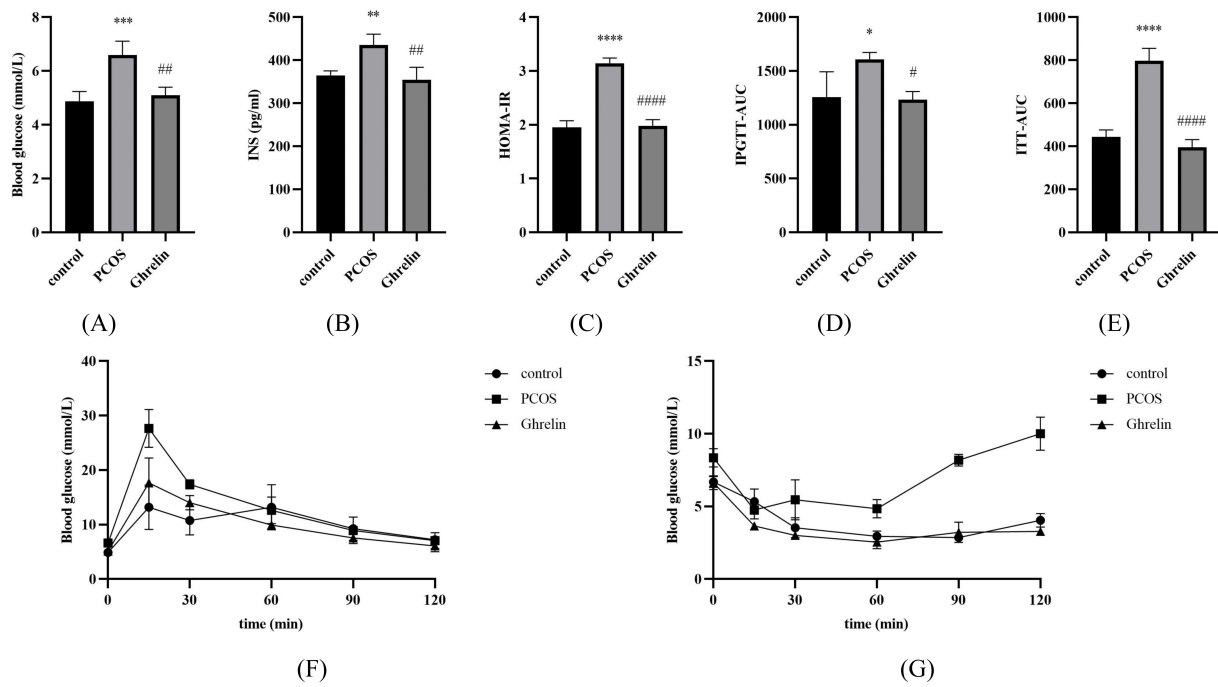 Blood glucose (mmol/L)
8
6
4
2
0
***
##
control
PCOS
Ghrelin
(A)
INS (pg/ml)
500
400
300
200
100
0
**
##
control
PCOS
Ghrelin
(B)
HOMA-IR
4
3
2
1
0
****
####
control
PCOS
Ghrelin
(C)
IPGTT-AUC
2000
1500
1000
500
0
*
#
control
PCOS
Ghrelin
(D)
ITT-AUC
1000
800
600
400
200
0
****
####
control
PCOS
Ghrelin
(E)
Blood glucose (mmol/L)
40
30
20
10
0
0 30 60 90 120
time (min)
control
PCOS
Ghrelin
(F)
Blood glucose (mmol/L)
15
10
5
0
0 30 60 90 120
time (min)
control
PCOS
Ghrelin
(G)